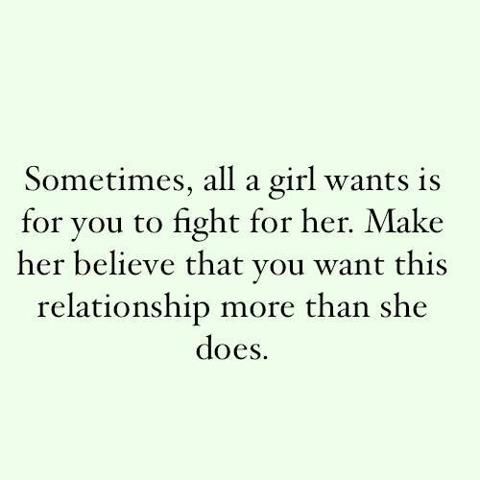 Sometimes, all a girl wants is
for you to fight for her. Make
her believe that you want this
relationship more than she
does.